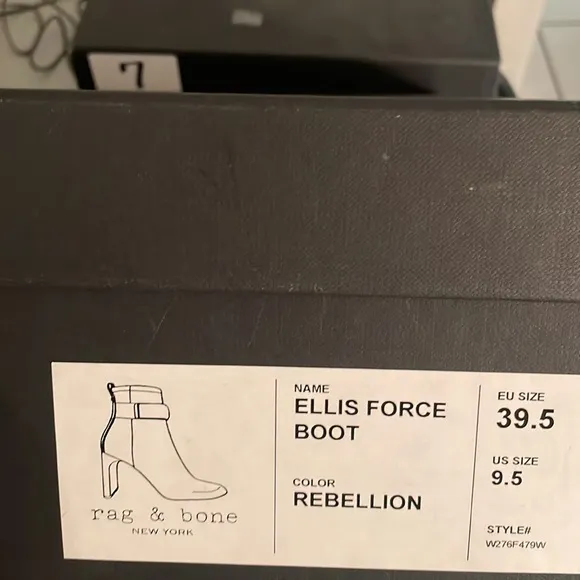 7
NAME
ELLIS FORCE
BOOT
COLOR
REBELLION
EU SIZE
39.5
US SIZE
9.5
STYLE#
W276F479W
rag & bone
NEW YORK